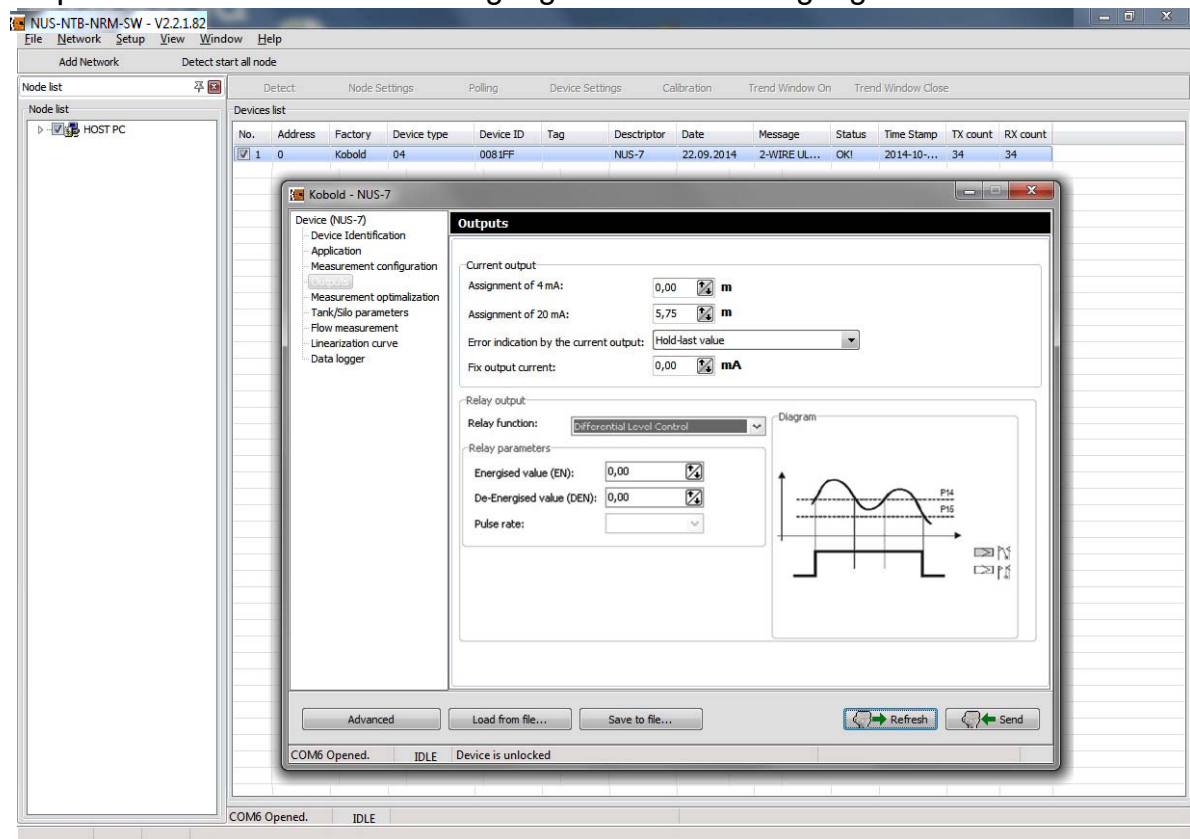 NUS-NTB-NRM-SW - V2.2.1.82
File Network Setup View Window Help
Add Network Detect start all node
Node list
Detect Node Settings Polling Device Settings Calibration Trend Window On Trend Window Close
Node list
HOST PC
Devices list
No. Address Factory Device type Device ID Tag Desctriptor Date Message Status Time Stamp TX count RX count
1 0 Kobold 04 0081FF NUS-7 22.09.2014 2-WIRE UL... OK! 2014-10-... 34 34
Kobold - NUS-7
Device (NUS-7)
Device Identification
Application
Measurement configuration
Outputs
Measurement optimalization
Tank/Silo parameters
Flow measurement
Linearization curve
Data logger
Outputs
Current output
Assignment of 4 mA: 0,00 m
Assignment of 20 mA: 5,75 m
Error indication by the current output: Hold-last value
Fix output current: 0,00 mA
Relay output
Relay function: Differential Level Control
Relay parameters
Energised value (EN): 0,00
De-Energised value (DEN): 0,00
Pulse rate:
Diagram
P14
P15
Advanced Load from file... Save to file... Refresh Send
COM6 Opened. IDLE Device is unlocked
COM6 Opened. IDLE